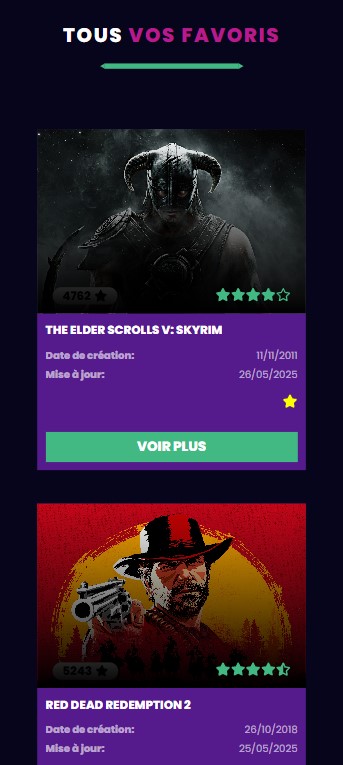 TOUS VOS FAVORIS
4762
THE ELDER SCROLLS V: SKYRIM
Date de création: 11/11/2011
Mise à jour: 26/05/2025
VOIR PLUS
5243
RED DEAD REDEMPTION 2
Date de création: 26/10/2018
Mise à jour: 25/05/2025